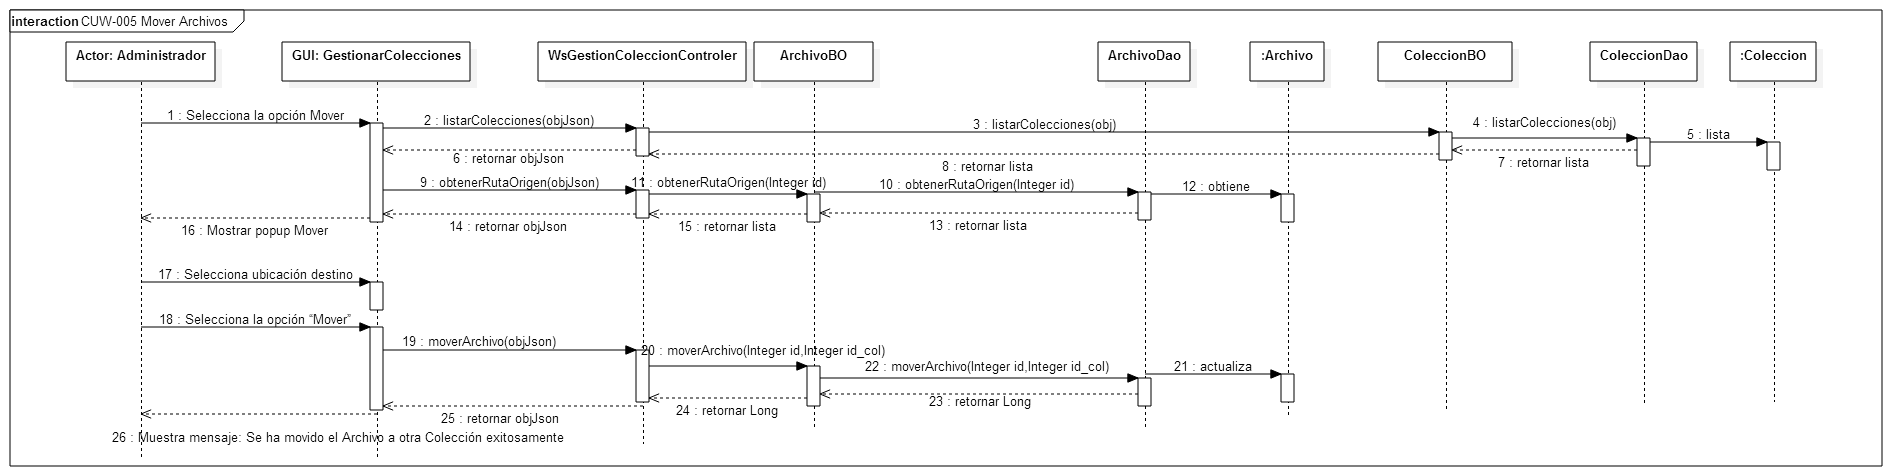 interaction CUW-005 Mover Archivos
Actor: Administrador
GUI: GestionarColecciones
WsGestionColeccionControler
ArchivoBO
ArchivoDao
:Archivo
ColeccionBO
ColeccionDao
:Coleccion
1 : Selecciona la opción Mover
2 : listarColecciones(objJson)
3 : listarColecciones(obj)
4 : listarColecciones(obj)
5 : lista
6 : retornar objJson
7 : retornar lista
8 : retornar lista
9 : obtenerRutaOrigen(objJson)
11 : obtenerRutaOrigen(Integer id)
10 : obtenerRutaOrigen(Integer id)
12 : obtiene
13 : retornar lista
15 : retornar lista
14 : retornar objJson
16 : Mostrar popup Mover
17 : Selecciona ubicación destino
18 : Selecciona la opción “Mover”
19 : moverArchivo(objJson)
20 : moverArchivo(Integer id,Integer id_col)
22 : moverArchivo(Integer id,Integer id_col)
21 : actualiza
23 : retornar Long
24 : retornar Long
25 : retornar objJson
26 : Muestra mensaje: Se ha movido el Archivo a otra Colección exitosamente